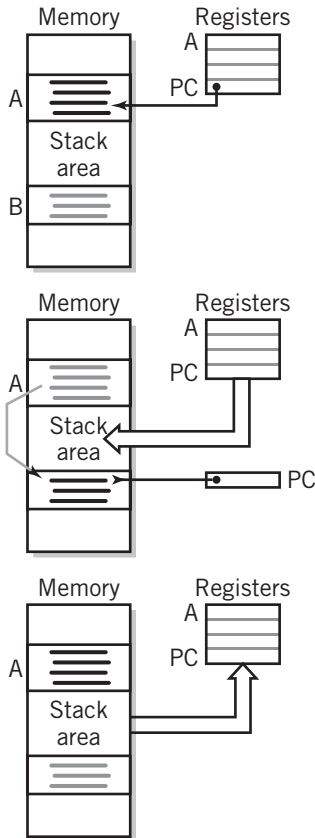 Memory Registers
A
A
PC
Stack
area
B
Memory Registers
A
PC
A
Stack
area
PC
Memory Registers
A
PC
A
Stack
area